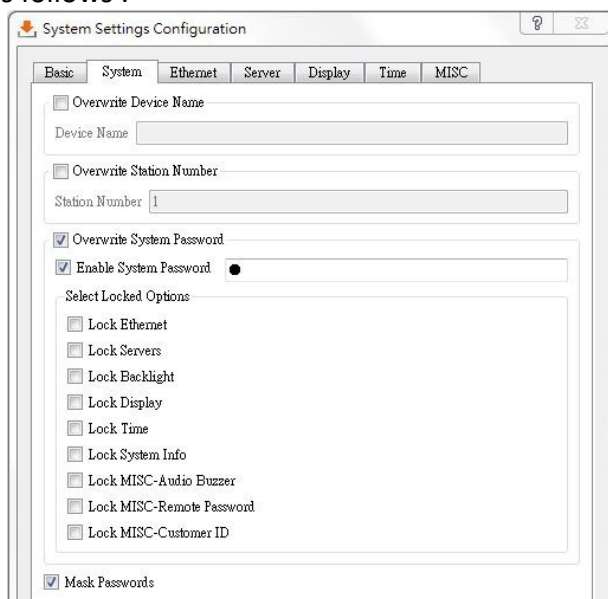 System Settings Configuration
Basic System Ethernet Server Display Time MISC
Overwrite Device Name
Device Name
Overwrite Station Number
Station Number 1
Overwrite System Password
Enable System Password ●
Select Locked Options
Lock Ethernet
Lock Servers
Lock Backlight
Lock Display
Lock Time
Lock System Info
Lock MISC-Audio Buzzer
Lock MISC-Remote Password
Lock MISC-Customer ID
Mask Passwords